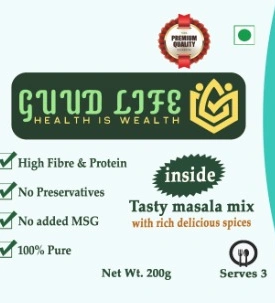 PREMIUM
QUALITY
GUUD LIFE
HEALTH IS WEALTH
High Fibre & Protein
No Preservatives
No added MSG
100% Pure
inside
Tasty masala mix
with rich delicious spices
Net Wt. 200g
Serves 3